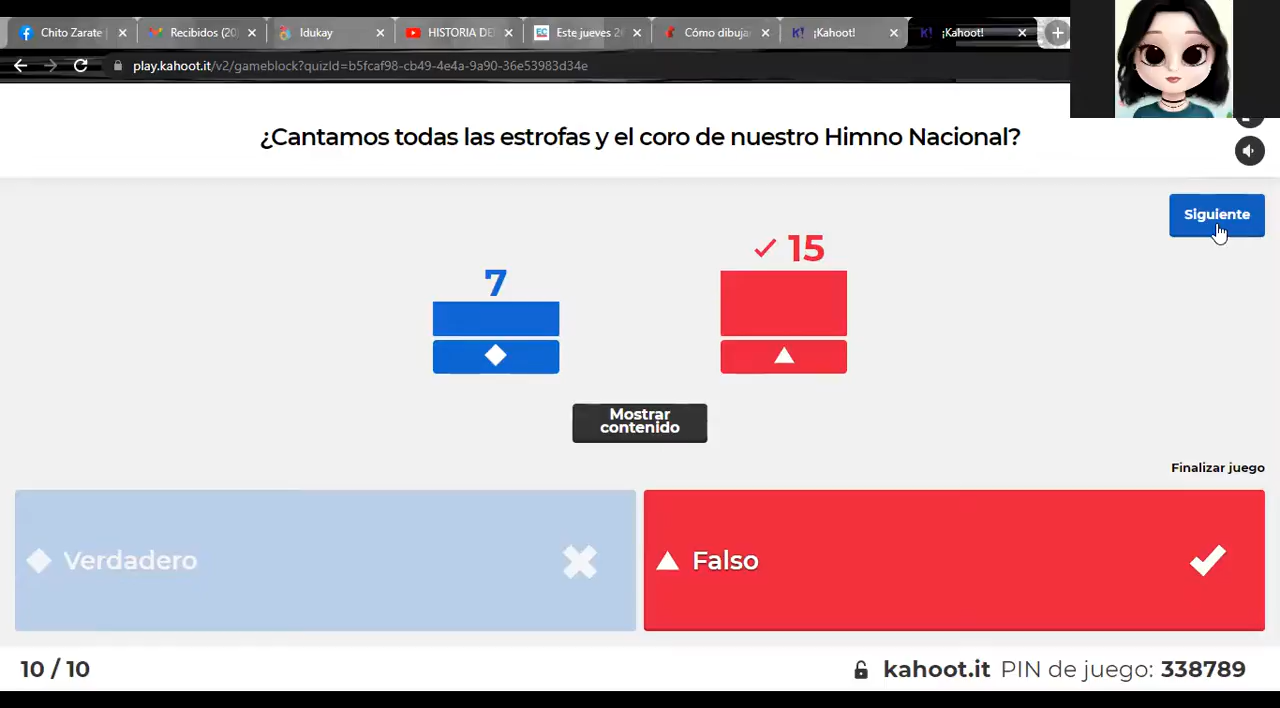 Chito Zarate
Recibidos (20
Idukay
HISTORIA DE
EC Este jueves 2
Cómo dibuja
K! ¡Kahoot!
K! ¡Kahoot!
play.kahoot.it/v2/gameblock?quizId=b5fcaf98-cb49-4e4a-9a90-36e53983d34e
¿Cantamos todas las estrofas y el coro de nuestro Himno Nacional?
Siguiente
7
15
Mostrar
contenido
Finalizar juego
Verdadero
Falso
10 / 10
kahoot.it PIN de juego: 338789